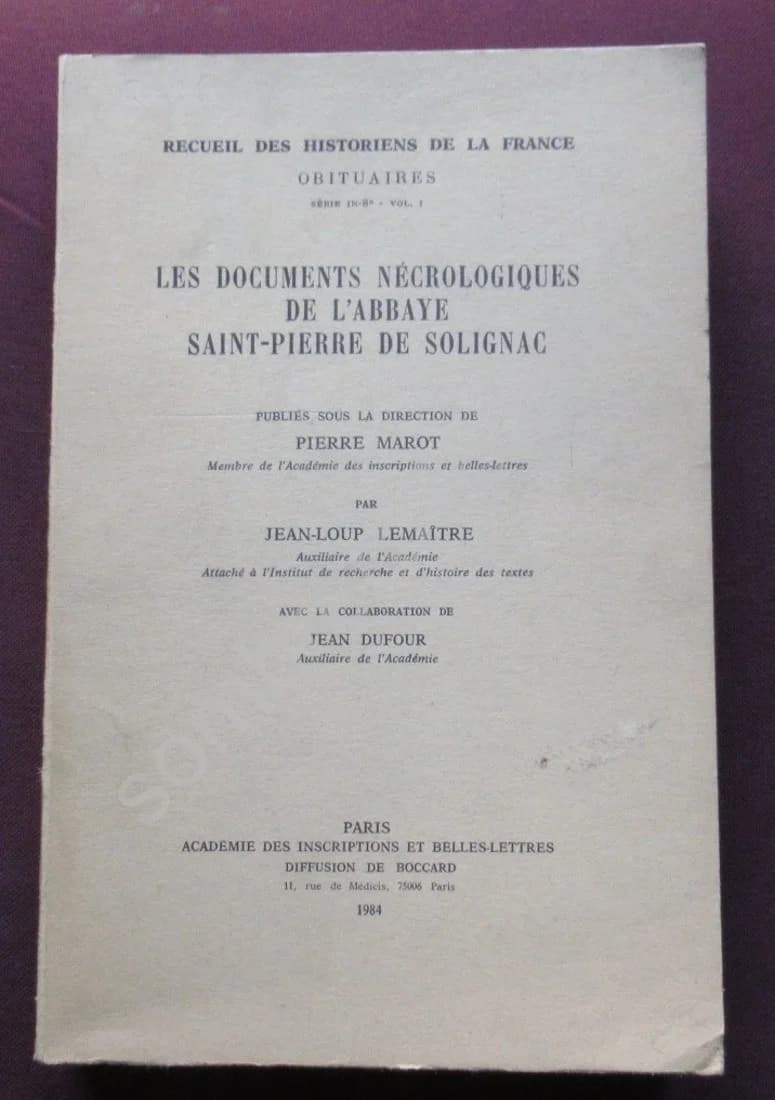 RECUEIL DES HISTORIENS DE LA FRANCE
OBITUAIRES
SÉRIE IN-8° - VOL. I
LES DOCUMENTS NÉCROLOGIQUES
DE L'ABBAYE
SAINT-PIERRE DE SOLIGNAC
PUBLIÉS SOUS LA DIRECTION DE
PIERRE MAROT
Membre de l'Académie des inscriptions et belles-lettres
PAR
JEAN-LOUP LEMAÎTRE
Auxiliaire de l'Académie
Attaché à l'Institut de recherche et d'histoire des textes
AVEC LA COLLABORATION DE
JEAN DUFOUR
Auxiliaire de l'Académie
PARIS
ACADÉMIE DES INSCRIPTIONS ET BELLES-LETTRES
DIFFUSION DE BOCCARD
11, rue de Médicis, 75006 Paris
1984